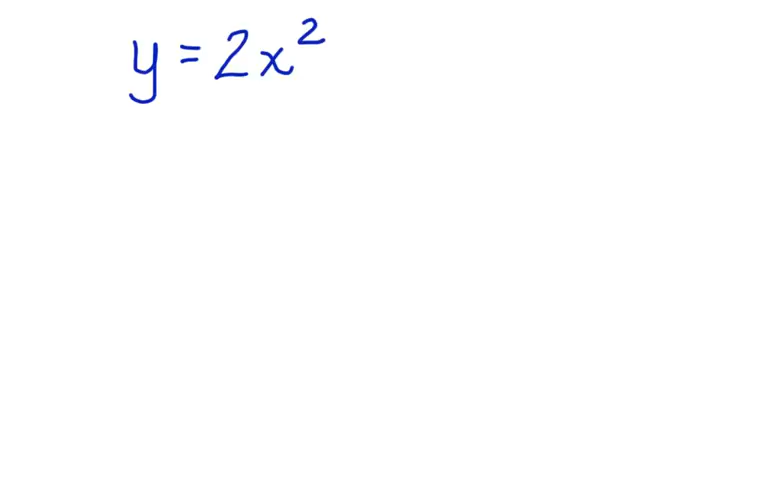 y = 2x²